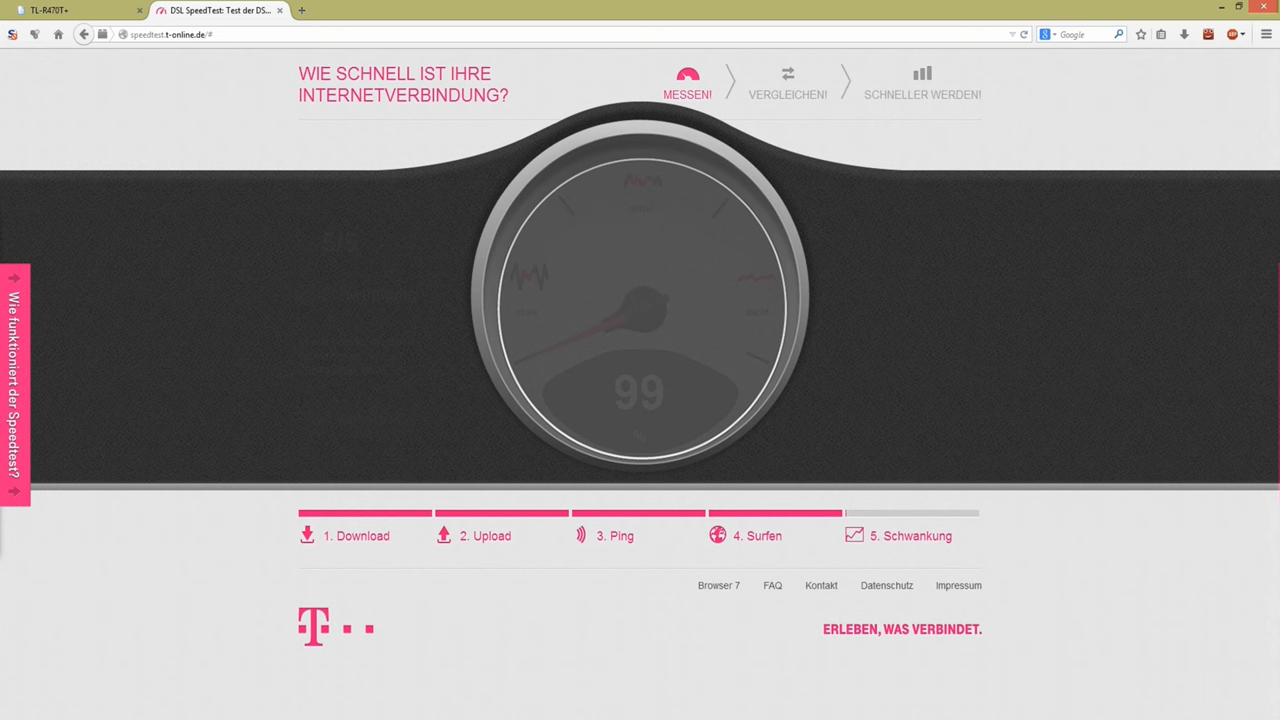 TL-R470T+
DSL SpeedTest: Test der DS...
speedtest.t-online.de/#
Google
WIE SCHNELL IST IHRE
INTERNETVERBINDUNG?
MESSEN!
VERGLEICHEN!
SCHNELLER WERDEN!
Wie funktioniert der Speedtest?
99
%
1. Download
2. Upload
3. Ping
4. Surfen
5. Schwankung
Browser 7
FAQ
Kontakt
Datenschutz
Impressum
T
ERLEBEN, WAS VERBINDET.